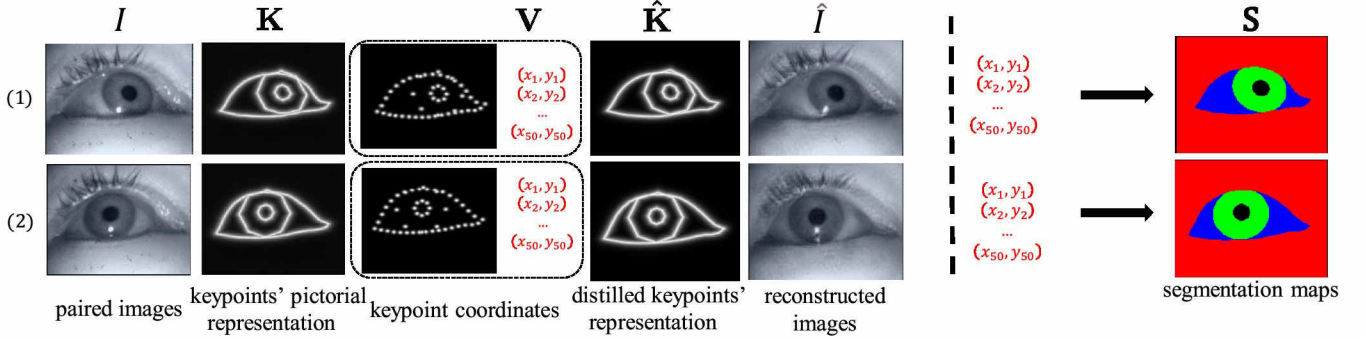 I K V K̂ Î S
(1)
(x₁, y₁)
(x₂, y₂)
...
(x₅₀, y₅₀)
(x₁, y₁)
(x₂, y₂)
...
(x₅₀, y₅₀)
(2)
(x₁, y₁)
(x₂, y₂)
...
(x₅₀, y₅₀)
(x₁, y₁)
(x₂, y₂)
...
(x₅₀, y₅₀)
paired images
keypoints' pictorial
representation
keypoint coordinates
distilled keypoints'
representation
reconstructed
images
segmentation maps